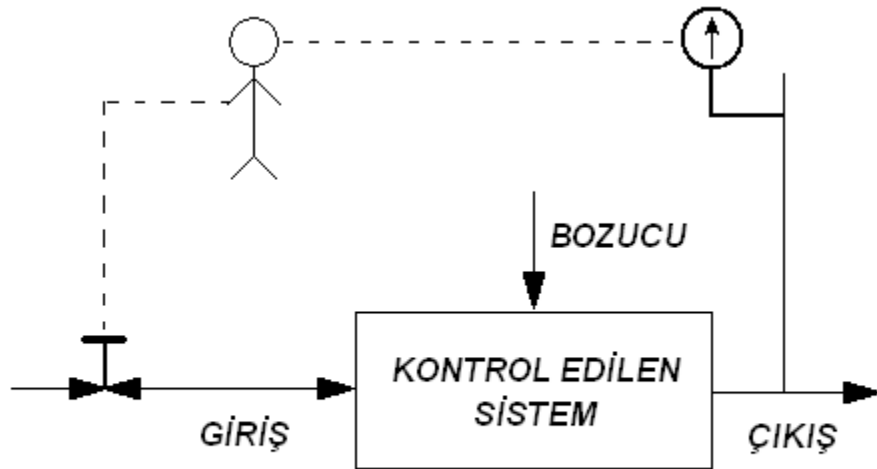 BOZUCU
KONTROL EDİLEN
SİSTEM
GİRİŞ
ÇIKIŞ